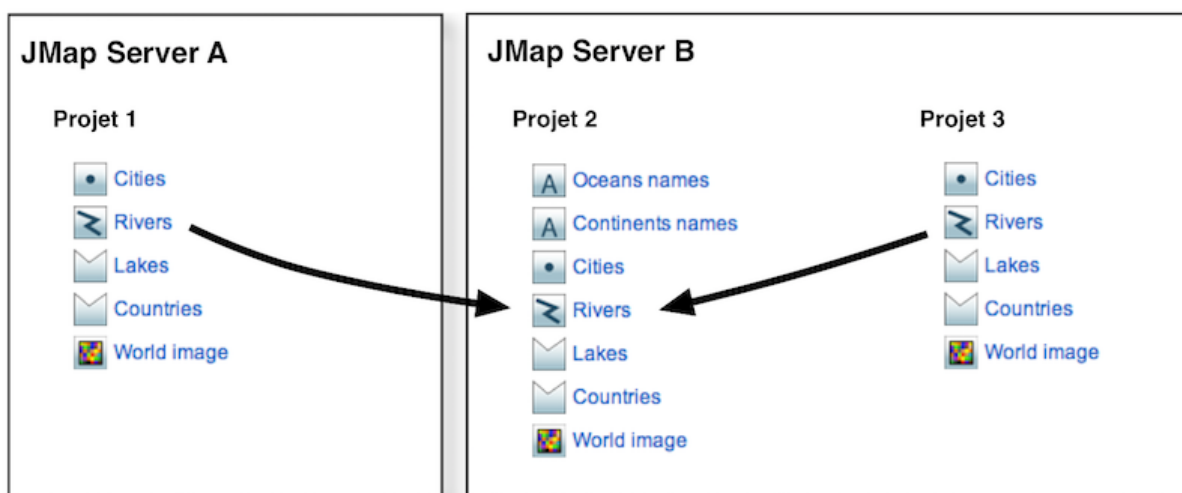 JMap Server A
Projet 1
Cities
Rivers
Lakes
Countries
World image
JMap Server B
Projet 2
A Oceans names
A Continents names
Cities
Rivers
Lakes
Countries
World image
Projet 3
Cities
Rivers
Lakes
Countries
World image